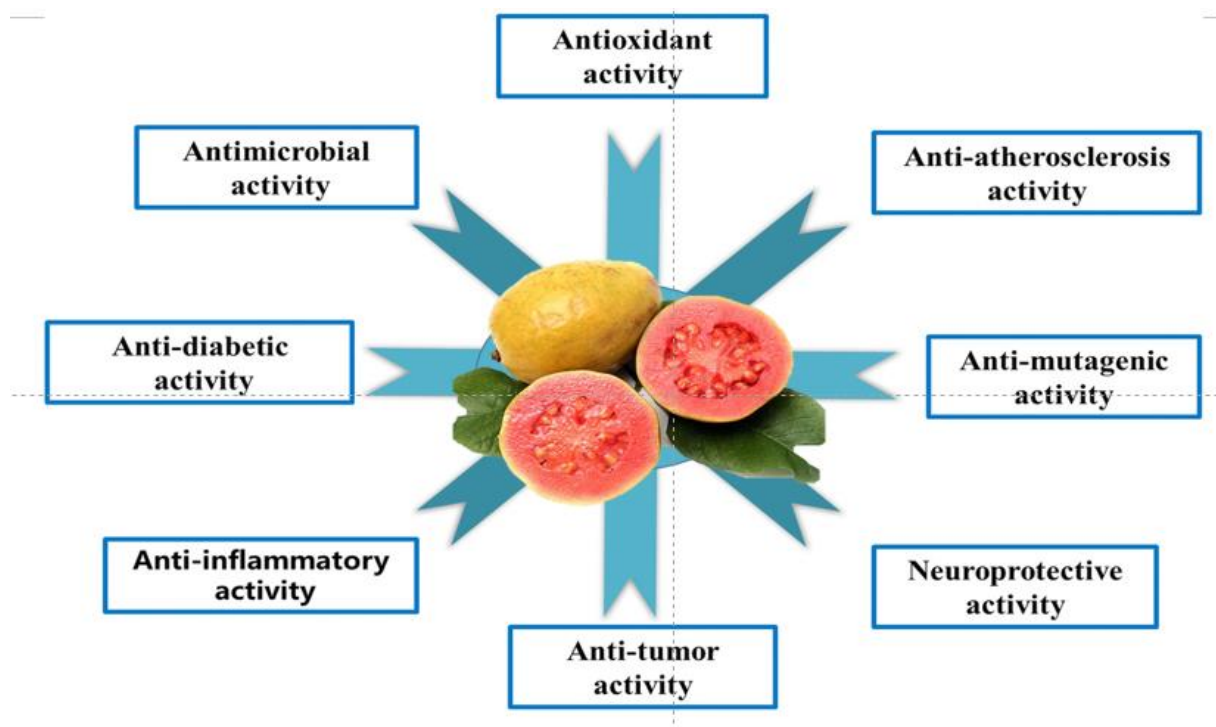 Antioxidant
activity
Antimicrobial
activity
Anti-atherosclerosis
activity
Anti-diabetic
activity
Anti-mutagenic
activity
Anti-inflammatory
activity
Neuroprotective
activity
Anti-tumor
activity